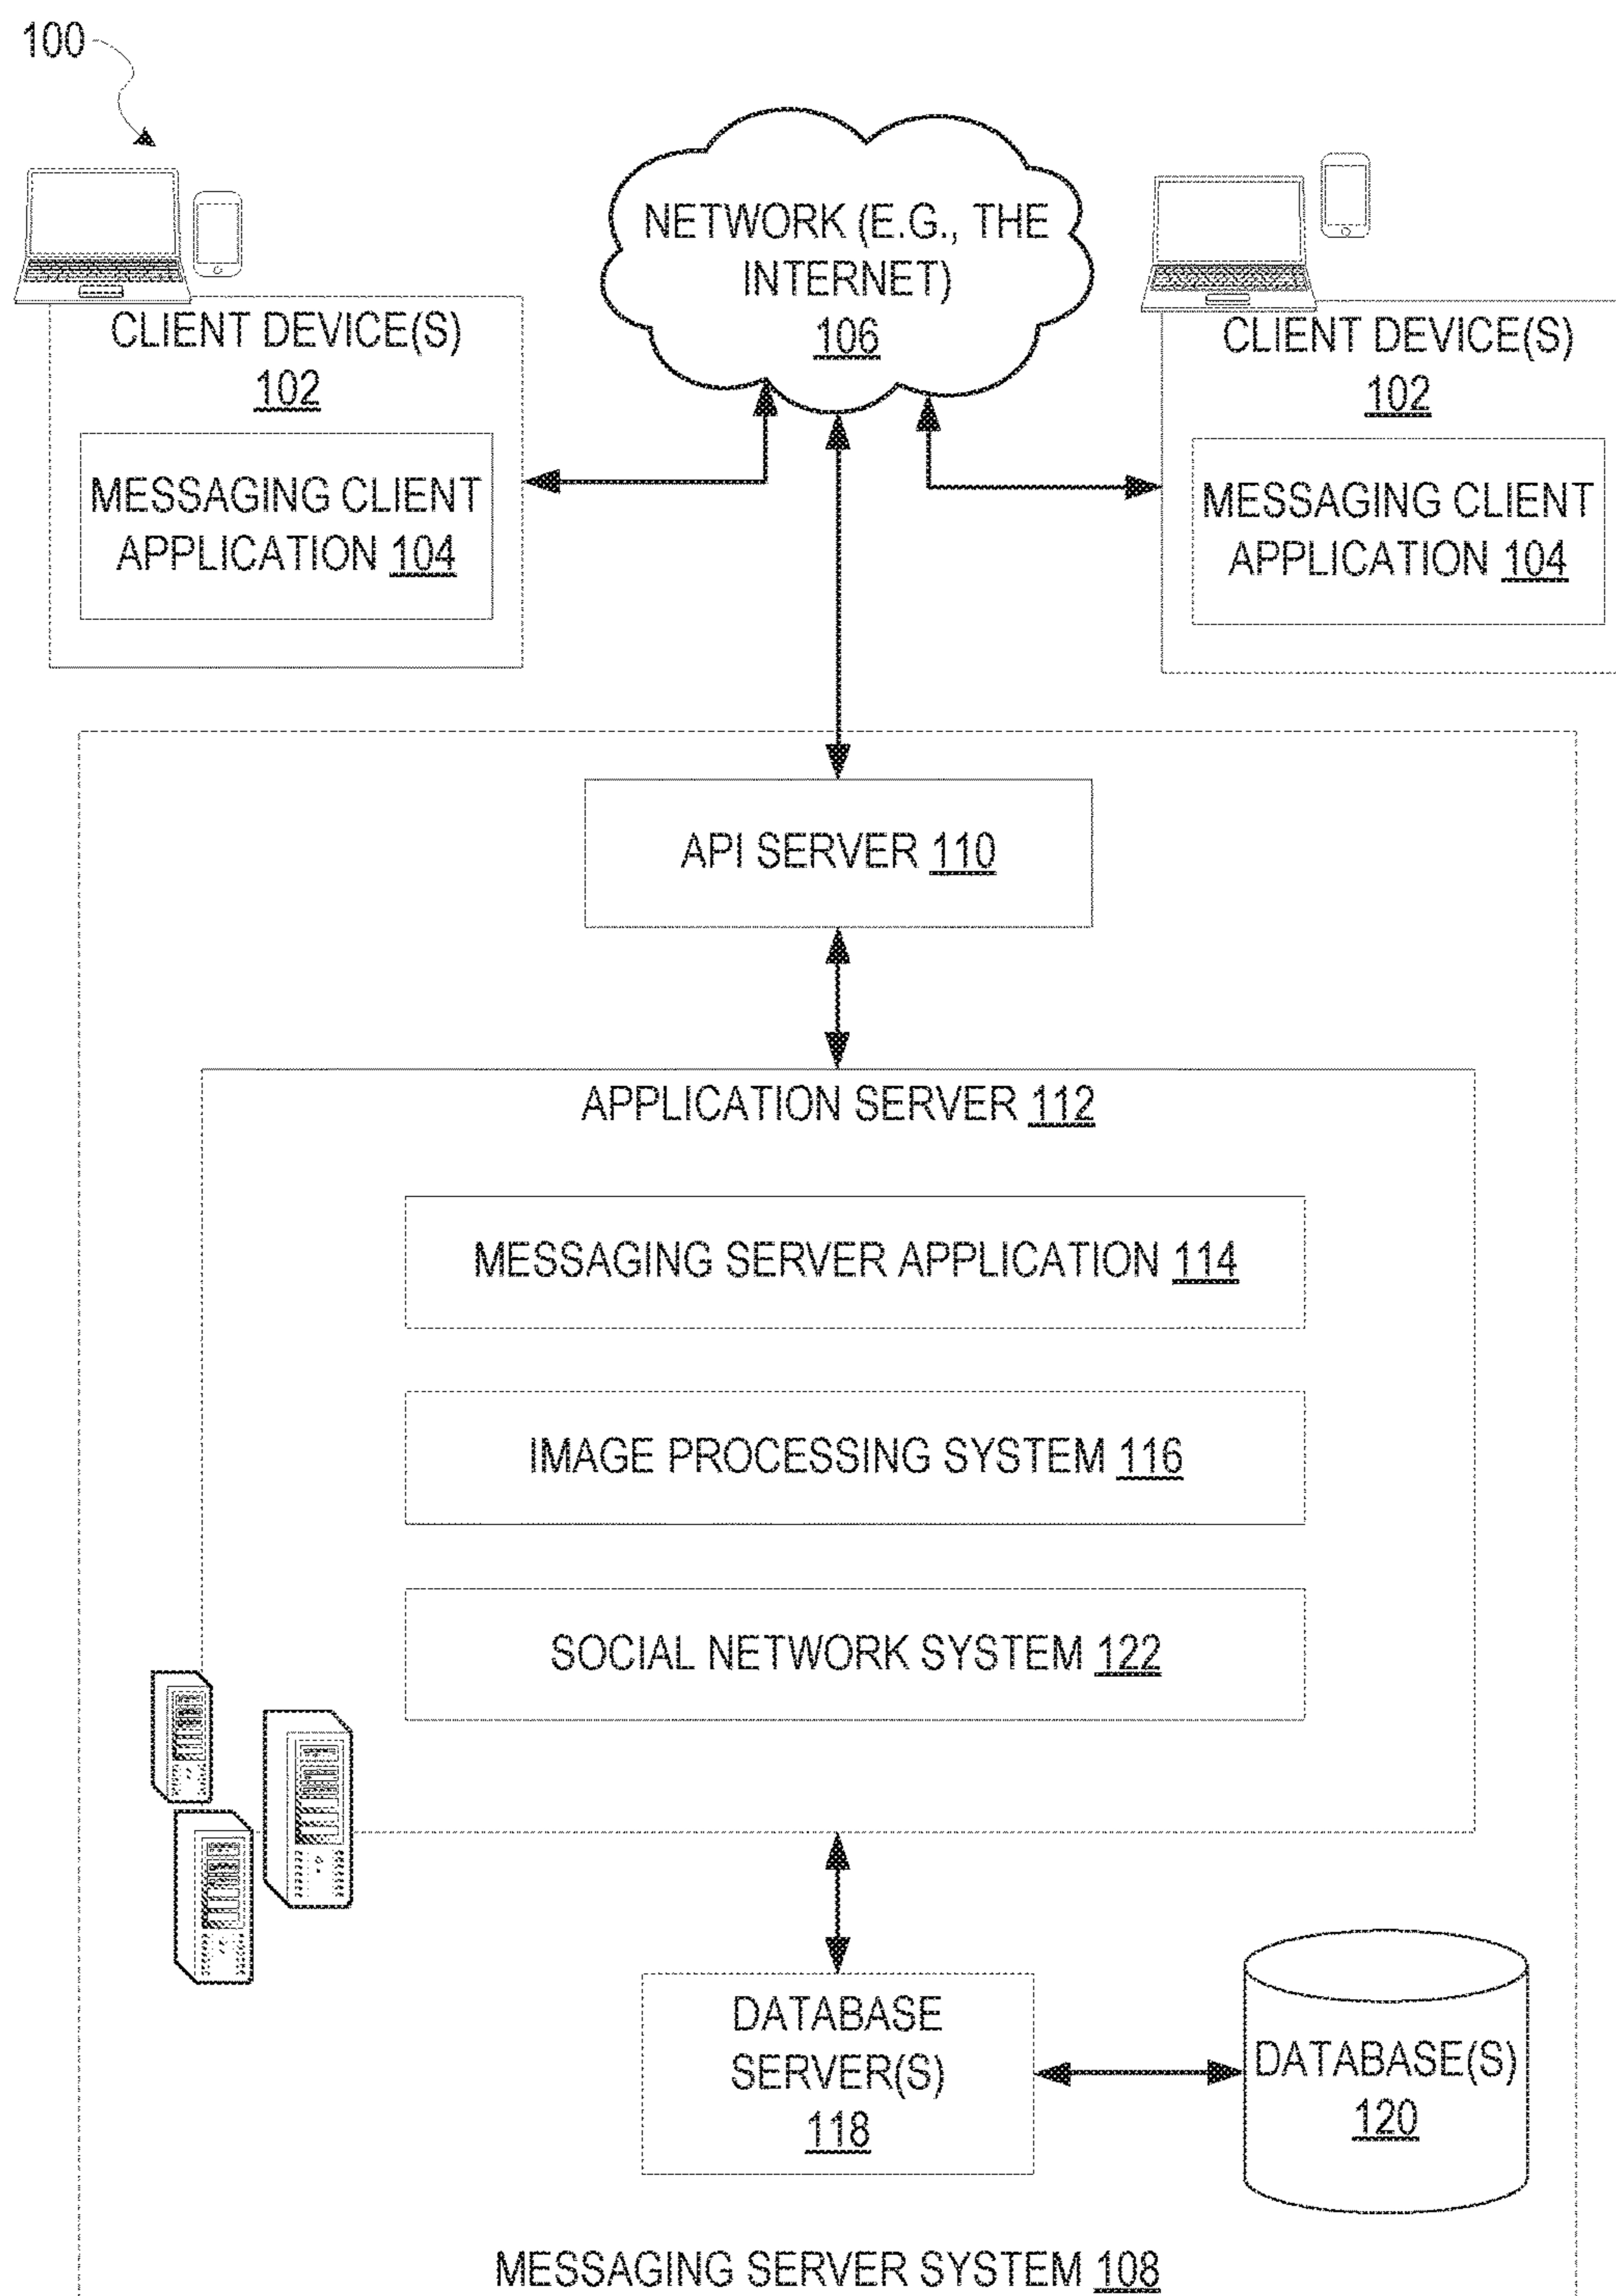 100
NETWORK (E.G., THE
INTERNET)
106
CLIENT DEVICE(S)
102
MESSAGING CLIENT
APPLICATION 104
CLIENT DEVICE(S)
102
MESSAGING CLIENT
APPLICATION 104
API SERVER 110
APPLICATION SERVER 112
MESSAGING SERVER APPLICATION 114
IMAGE PROCESSING SYSTEM 116
SOCIAL NETWORK SYSTEM 122
DATABASE
SERVER(S)
118
DATABASE(S)
120
MESSAGING SERVER SYSTEM 108